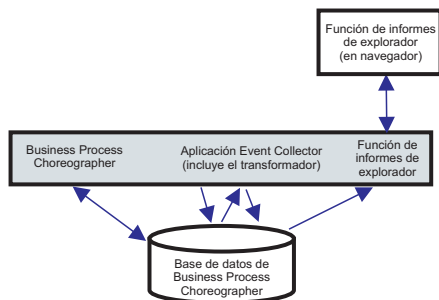 Función de informes
de explorador
(en navegador)
Business Process
Choreographer
Aplicación Event Collector
(incluye el transformador)
Función de
informes de
explorador
Base de datos de
Business Process
Choreographer